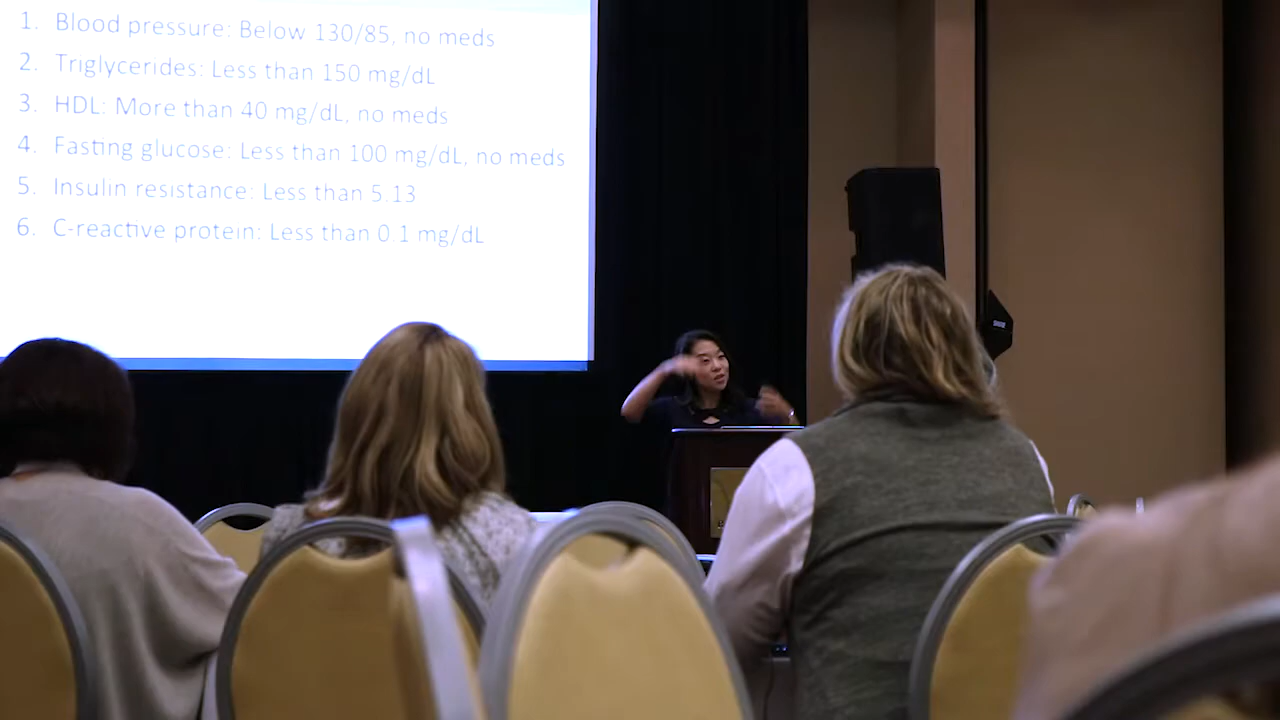 1. Blood pressure: Below 130/85, no meds
2. Triglycerides: Less than 150 mg/dL
3. HDL: More than 40 mg/dL, no meds
4. Fasting glucose: Less than 100 mg/dL, no meds
5. Insulin resistance: Less than 5.13
6. C-reactive protein: Less than 0.1 mg/dL